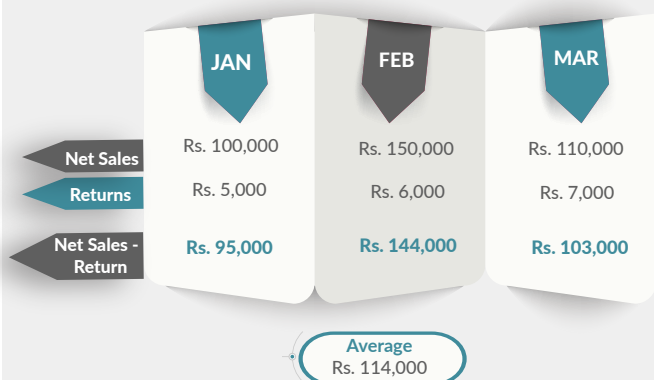 JAN FEB MAR
Net Sales Rs. 100,000 Rs. 150,000 Rs. 110,000
Returns Rs. 5,000 Rs. 6,000 Rs. 7,000
Net Sales -
Return Rs. 95,000 Rs. 144,000 Rs. 103,000
Average
Rs. 114,000